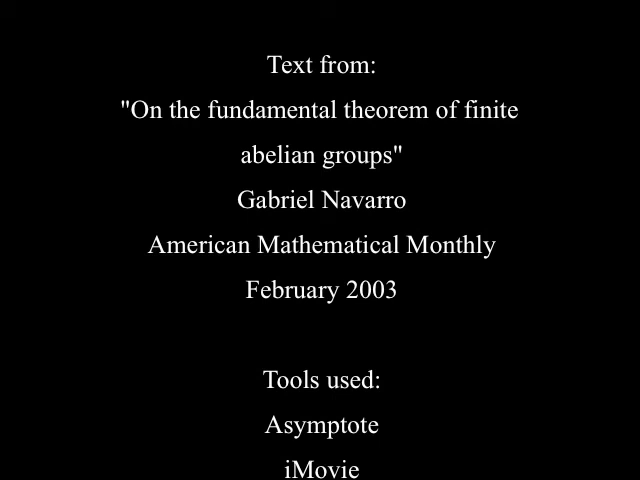 Text from:
"On the fundamental theorem of finite
abelian groups"
Gabriel Navarro
American Mathematical Monthly
February 2003
Tools used:
Asymptote
iMovie